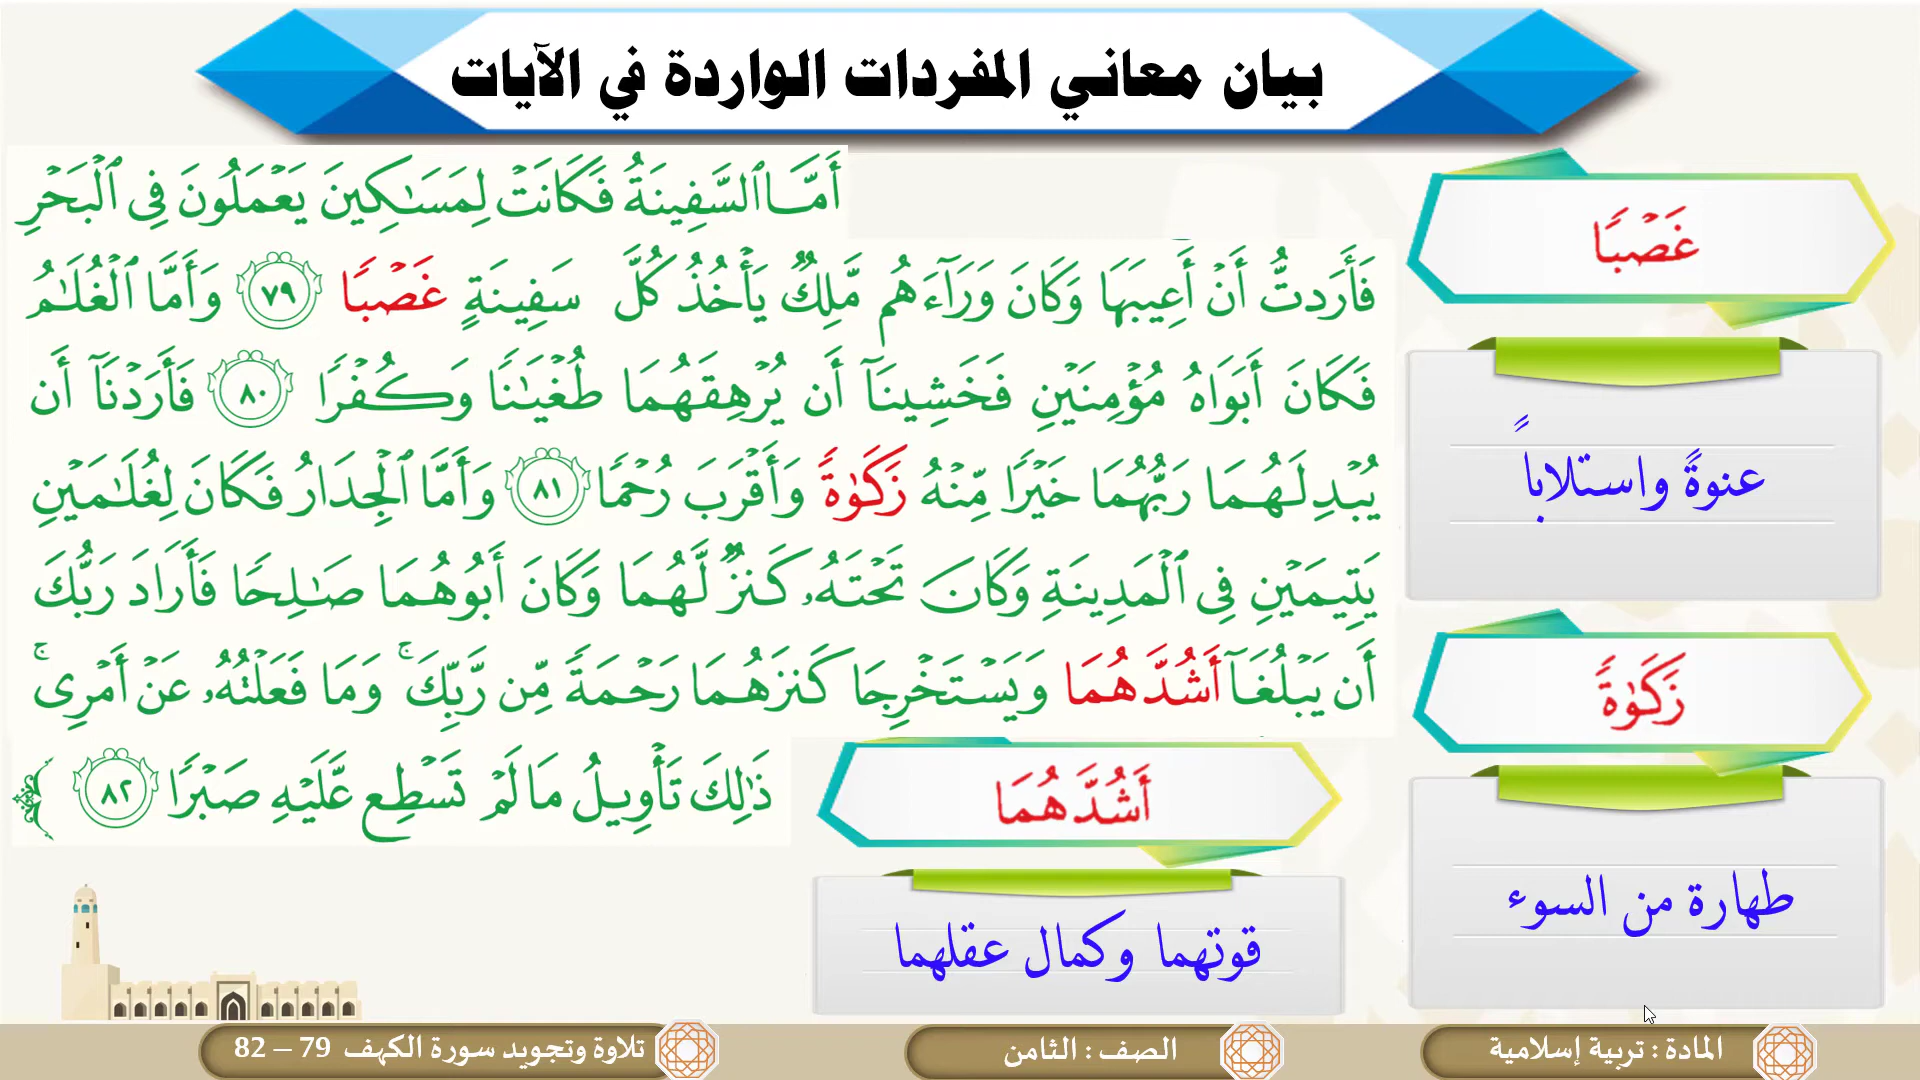 بيان معاني المفردات الواردة في الآيات
أَمَّا ٱلسَّفِينَةُ فَكَانَتْ لِمَسَـٰكِينَ يَعْمَلُونَ فِى ٱلْبَحْرِ
فَأَرَدتُّ أَنْ أَعِيبَهَا وَكَانَ وَرَآءَهُم مَّلِكٌ يَأْخُذُ كُلَّ سَفِينَةٍ غَصْبًا ٧٩ وَأَمَّا ٱلْغُلَـٰمُ
فَكَانَ أَبَوَاهُ مُؤْمِنَيْنِ فَخَشِينَآ أَن يُرْهِقَهُمَا طُغْيَـٰنًا وَكُفْرًا ٨٠ فَأَرَدْنَآ أَن
يُبْدِلَهُمَا رَبُّهُمَا خَيْرًا مِّنْهُ زَكَوٰةً وَأَقْرَبَ رُحْمًا ٨١ وَأَمَّا ٱلْجِدَارُ فَكَانَ لِغُلَـٰمَيْنِ
يَتِيمَيْنِ فِى ٱلْمَدِينَةِ وَكَانَ تَحْتَهُۥ كَنزٌ لَّهُمَا وَكَانَ أَبُوهُمَا صَـٰلِحًا فَأَرَادَ رَبُّكَ
أَن يَبْلُغَآ أَشُدَّهُمَا وَيَسْتَخْرِجَا كَنزَهُمَا رَحْمَةً مِّن رَّبِّكَ ۚ وَمَا فَعَلْتُهُۥ عَنْ أَمْرِى ۚ
ذَٰلِكَ تَأْوِيلُ مَا لَمْ تَسْطِع عَّلَيْهِ صَبْرًا ٨٢
غَصْبًا
عنوةً واستلاباً
زَكَوٰةً
طهارة من السوء
أَشُدَّهُمَا
قوتهما وكمال عقلهما
المادة : تربية إسلامية
الصف : الثامن
تلاوة وتجويد سورة الكهف 79 – 82